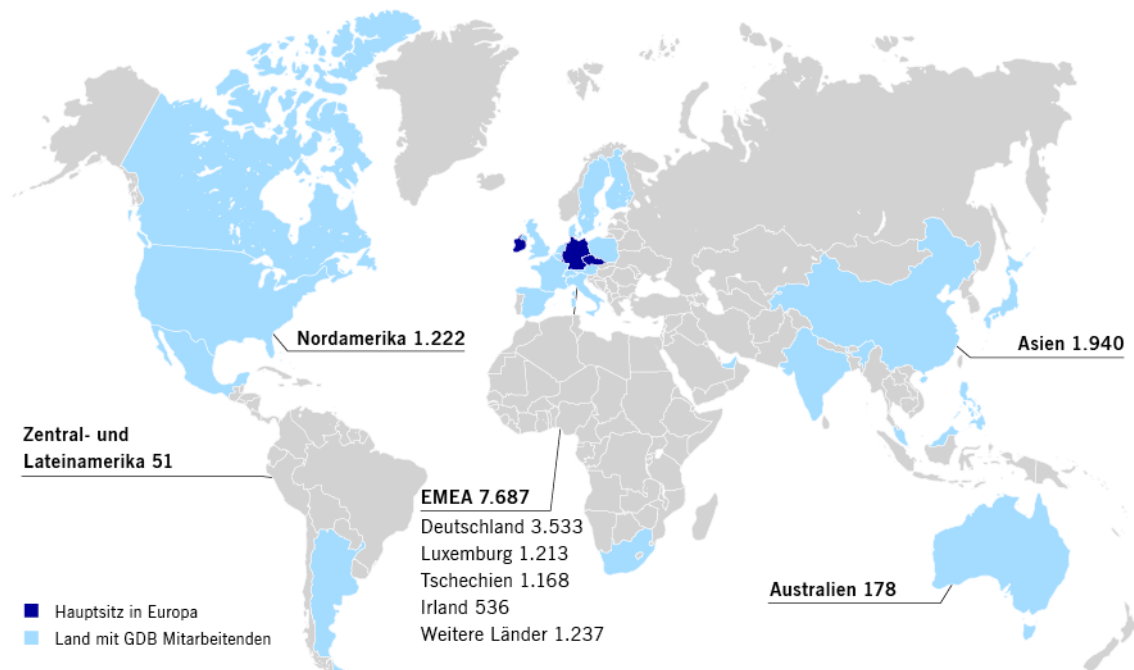 Nordamerika 1.222
Asien 1.940
Zentral- und
Lateinamerika 51
EMEA 7.687
Deutschland 3.533
Luxemburg 1.213
Tschechien 1.168
Irland 536
Weitere Länder 1.237
Australien 178
Hauptsitz in Europa
Land mit GDB Mitarbeitenden